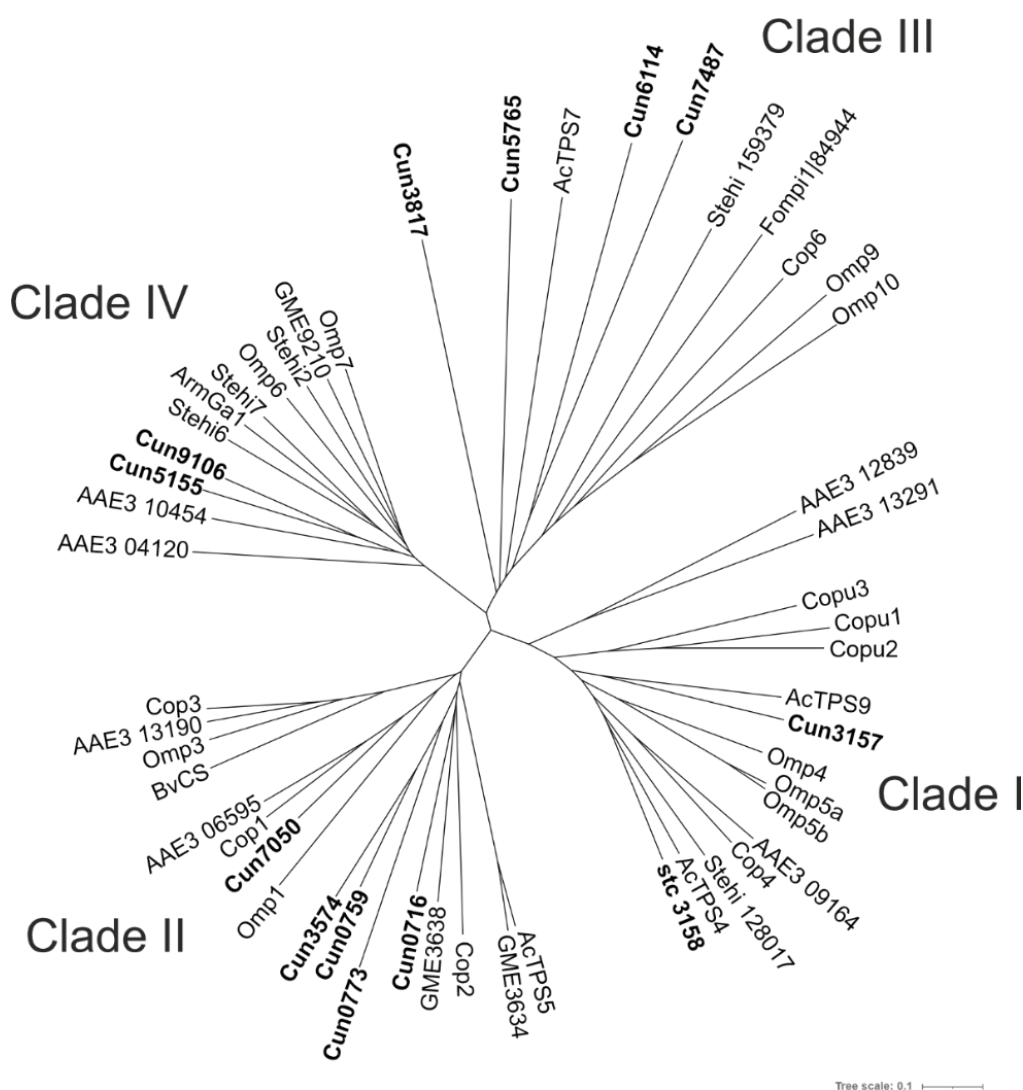 Clade III
Cun3817
Cun5765
AcTPS7
Cun6114
Cun7487
Stehi 159379
Fompi1|84944
Cop6
Omp9
Omp10
Clade IV
Omp7
GME9210
Stehi2
Omp6
Stehi7
ArmGa1
Stehi6
Cun9106
Cun5155
AAE3 10454
AAE3 04120
AAE3 12839
AAE3 13291
Copu3
Copu1
Copu2
AcTPS9
Cun3157
Omp4
Omp5a
Omp5b
Clade I
AAE3 09164
Cop4
Stehi 128017
AcTPS4
stc 3158
Cop3
AAE3 13190
Omp3
BvCS
AAE3 06595
Cop1
Cun7050
Omp1
Clade II
Cun3574
Cun0759
Cun0773
Cun0716
GME3638
Cop2
GME3634
AcTPS5
Tree scale: 0.1